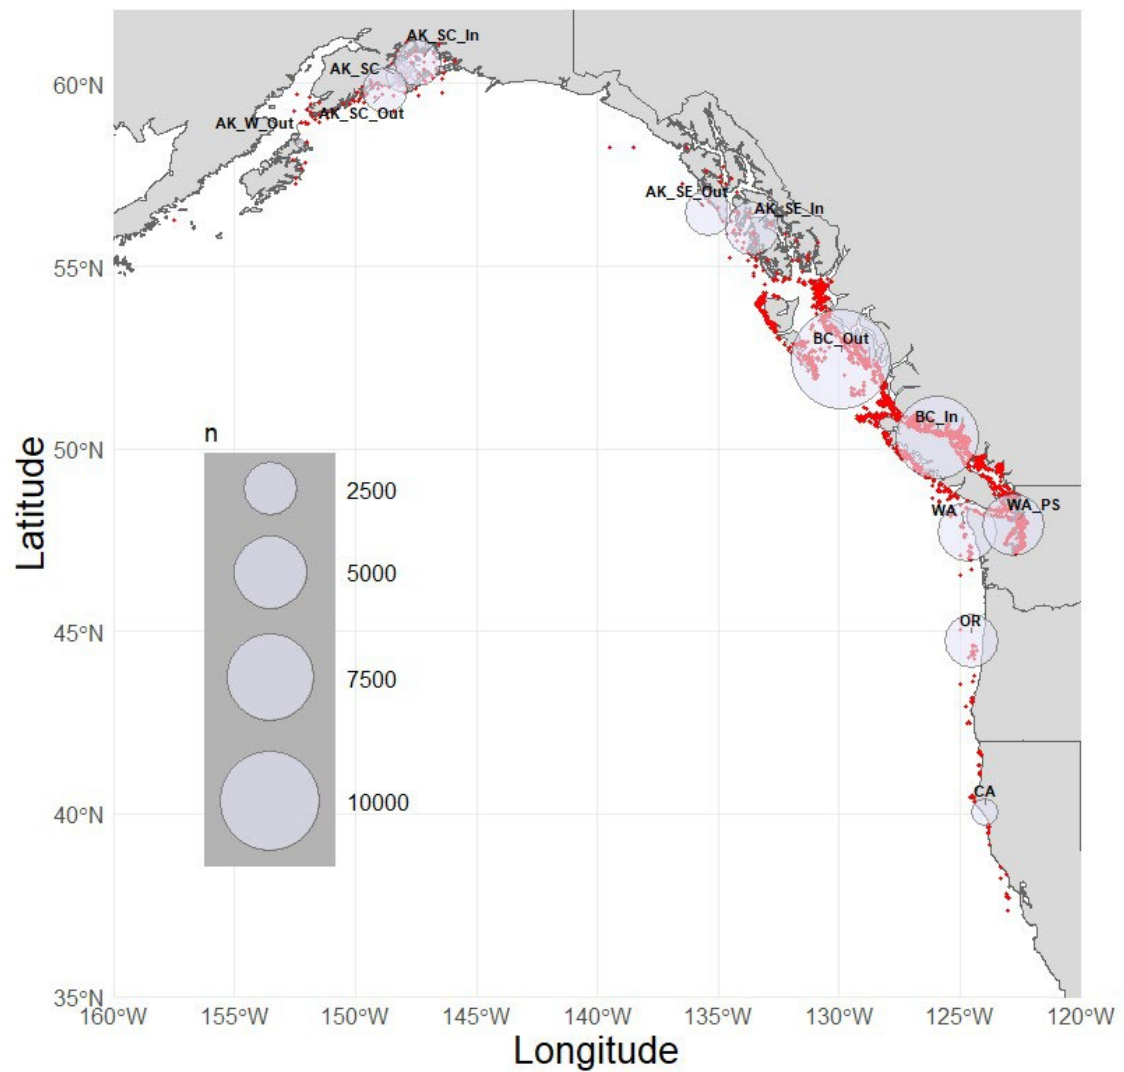 AK_SC_In
AK_SC
AK_SC_Out
AK_W_Out
AK_SE_Out
AK_SE_In
BC_Out
BC_In
WA
WA_PS
OR
CA
n
2500
5000
7500
10000
60°N
55°N
50°N
45°N
40°N
35°N
Latitude
160°W 155°W 150°W 145°W 140°W 135°W 130°W 125°W 120°W
Longitude